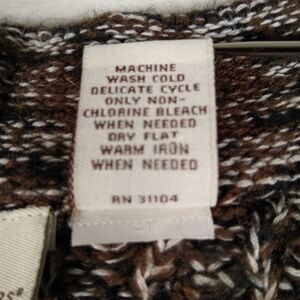 MACHINE
WASH COLD
DELICATE CYCLE
ONLY NON-
CHLORINE BLEACH
WHEN NEEDED
DRY FLAT
WARM IRON
WHEN NEEDED
RN 31104